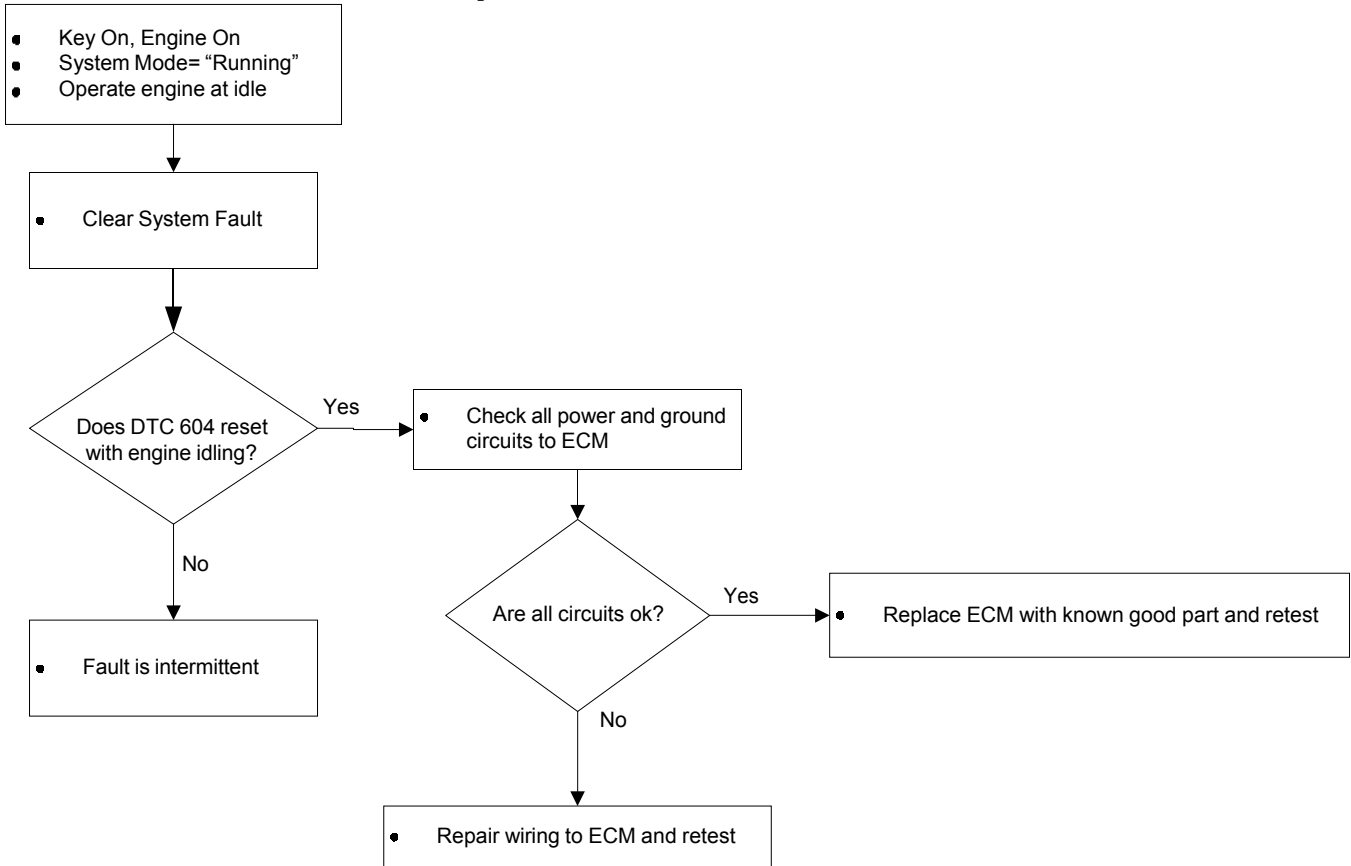 Key On, Engine On
System Mode= “Running”
Operate engine at idle
Clear System Fault
Does DTC 604 reset
with engine idling?
Yes
Check all power and ground
circuits to ECM
No
Fault is intermittent
Are all circuits ok?
Yes
Replace ECM with known good part and retest
No
Repair wiring to ECM and retest